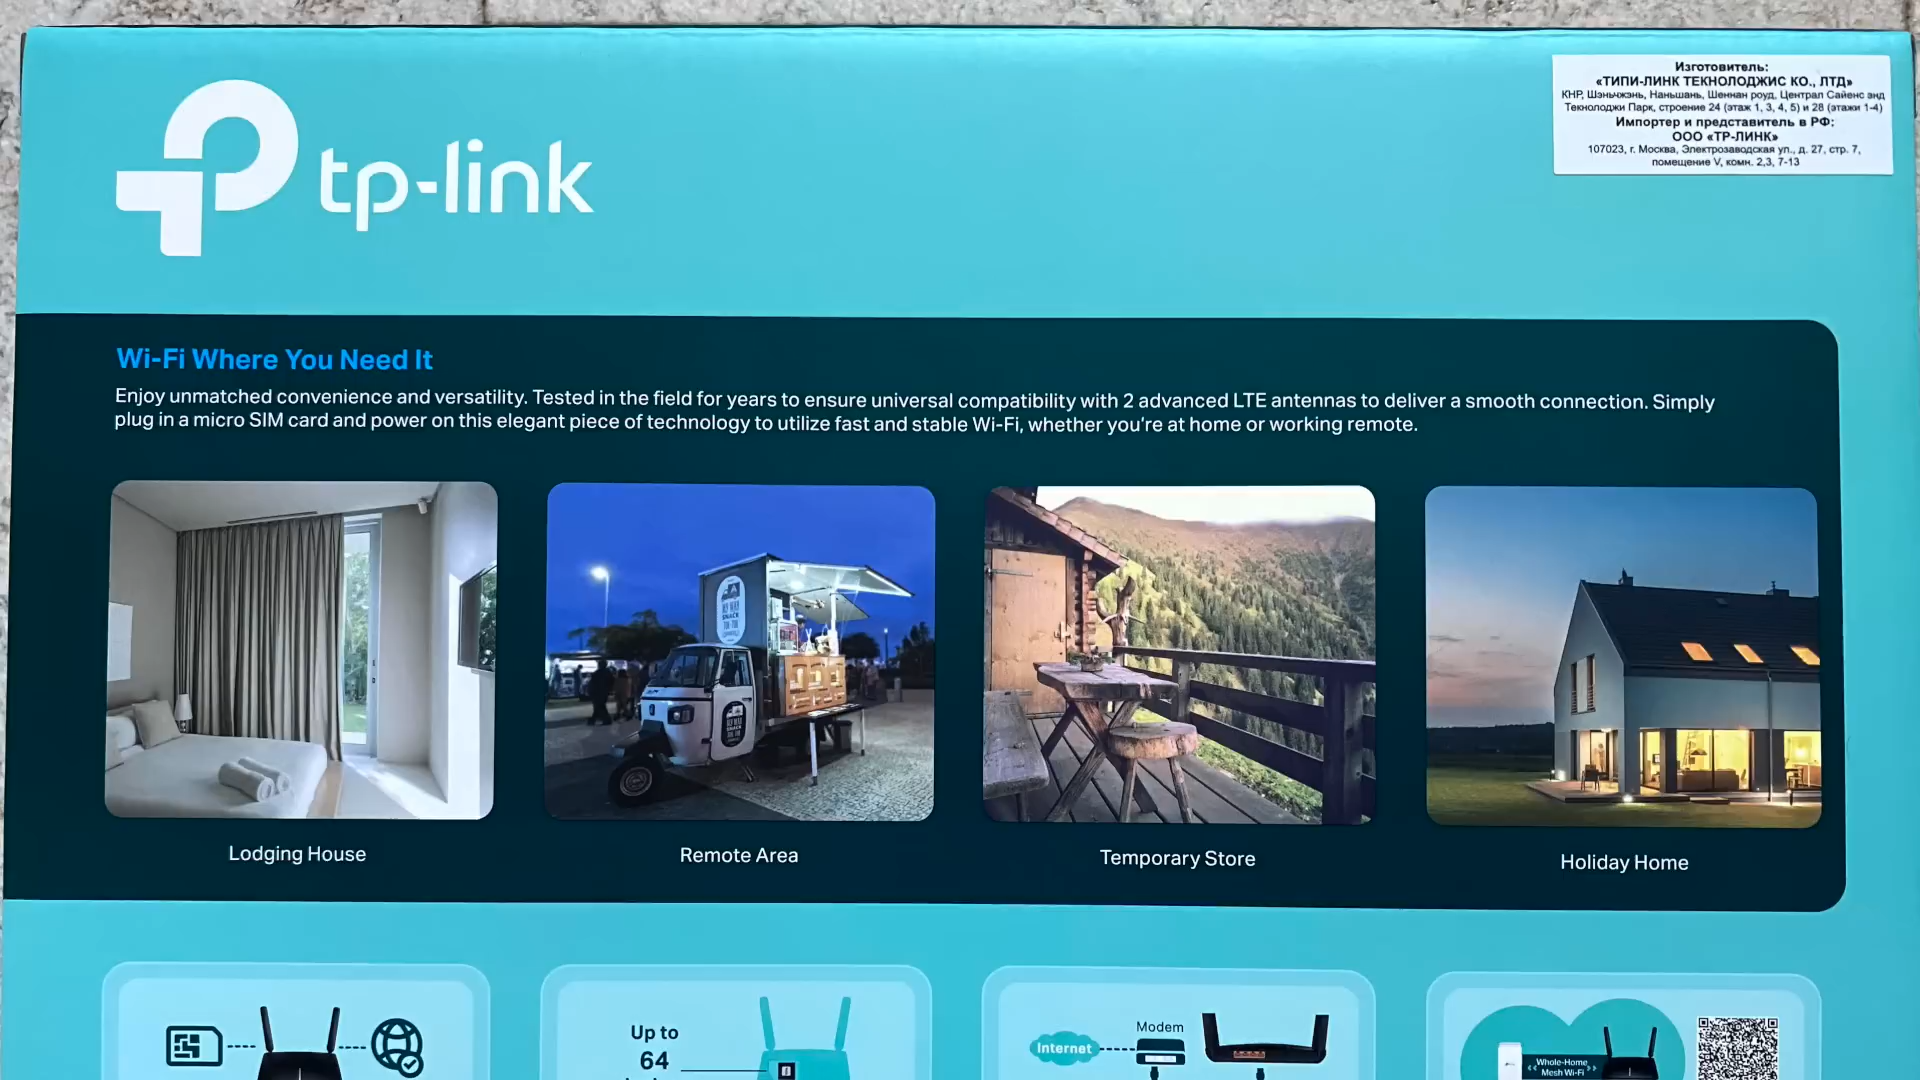 Изготовитель:
«ТИПИ-ЛИНК ТЕКНОЛОДЖИС КО., ЛТД»
КНР, Шэньчжэнь, Наньшань, Шеннан роуд, Централ Сайенс энд
Текнолоджи Парк, строение 24 (этаж 1, 3, 4, 5) и 28 (этажи 1-4)
Импортер и представитель в РФ:
ООО «ТР-ЛИНК»
107023, г. Москва, Электрозаводская ул., д. 27, стр. 7,
помещение V, комн. 2,3, 7-13
tp-link
Wi-Fi Where You Need It
Enjoy unmatched convenience and versatility. Tested in the field for years to ensure universal compatibility with 2 advanced LTE antennas to deliver a smooth connection. Simply
plug in a micro SIM card and power on this elegant piece of technology to utilize fast and stable Wi-Fi, whether you're at home or working remote.
Lodging House
Remote Area
Temporary Store
Holiday Home
Up to
64
Internet
Modem
Whole-Home
Mesh Wi-Fi